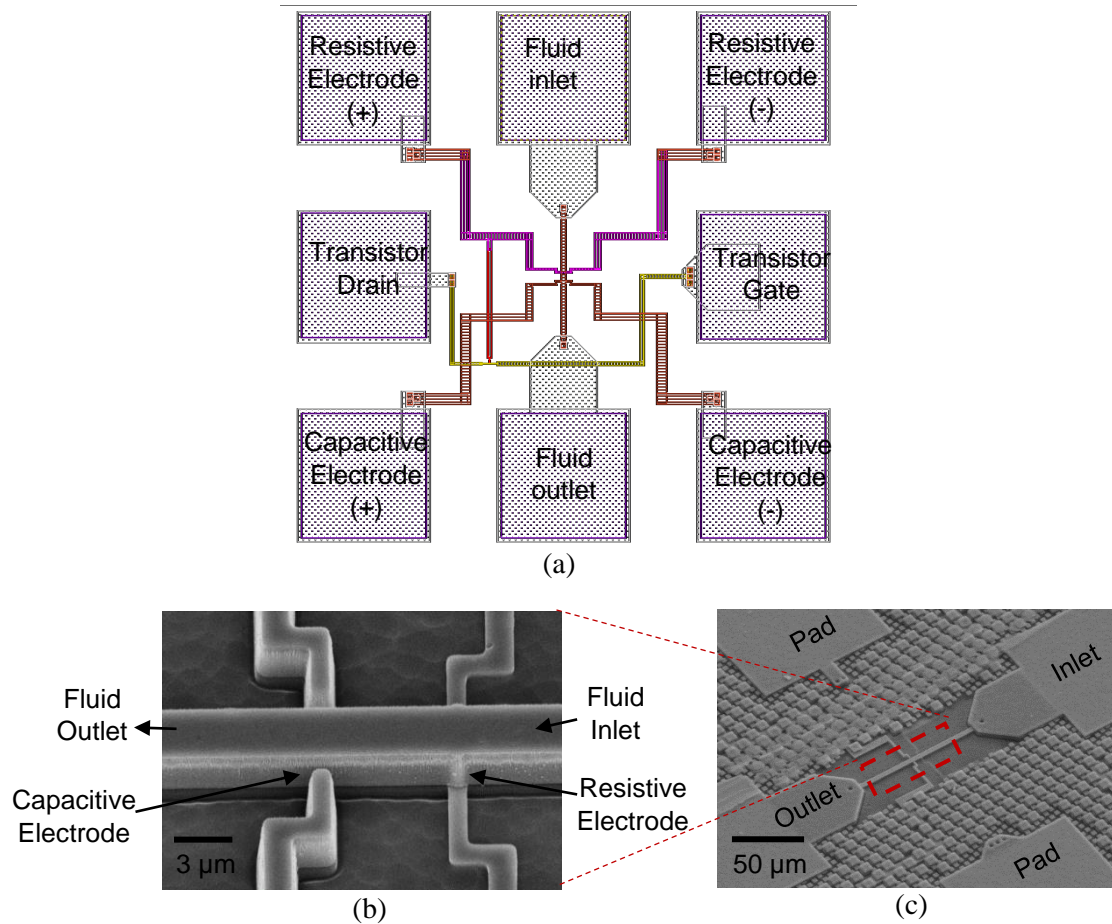 Resistive
Electrode
(+)
Fluid
inlet
Resistive
Electrode
(-)
Transistor
Drain
Transistor
Gate
Capacitive
Electrode
(+)
Fluid
outlet
Capacitive
Electrode
(-)
(a)
Fluid
Outlet
Fluid
Inlet
Capacitive
Electrode
Resistive
Electrode
3 µm
(b)
Pad
Inlet
Outlet
50 µm
Pad
(c)